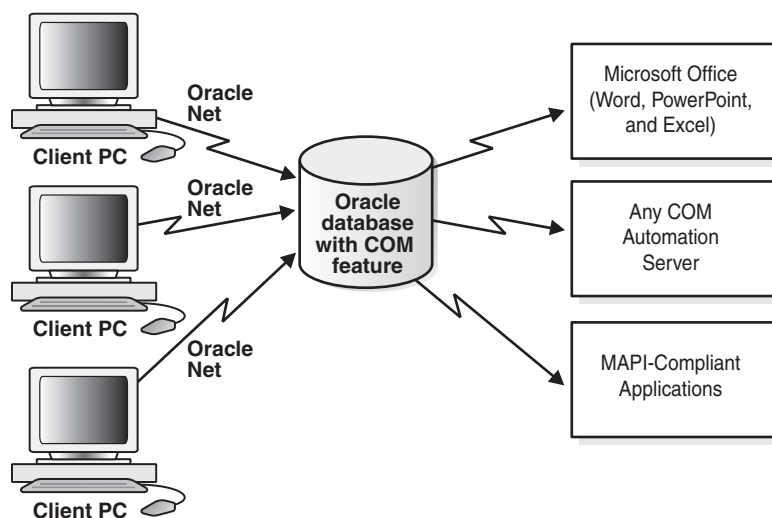 Oracle
Net
Client PC
Oracle
Net
Client PC
Oracle
Net
Client PC
Oracle
database
with COM
feature
Microsoft Office
(Word, PowerPoint,
and Excel)
Any COM
Automation
Server
MAPI-Compliant
Applications